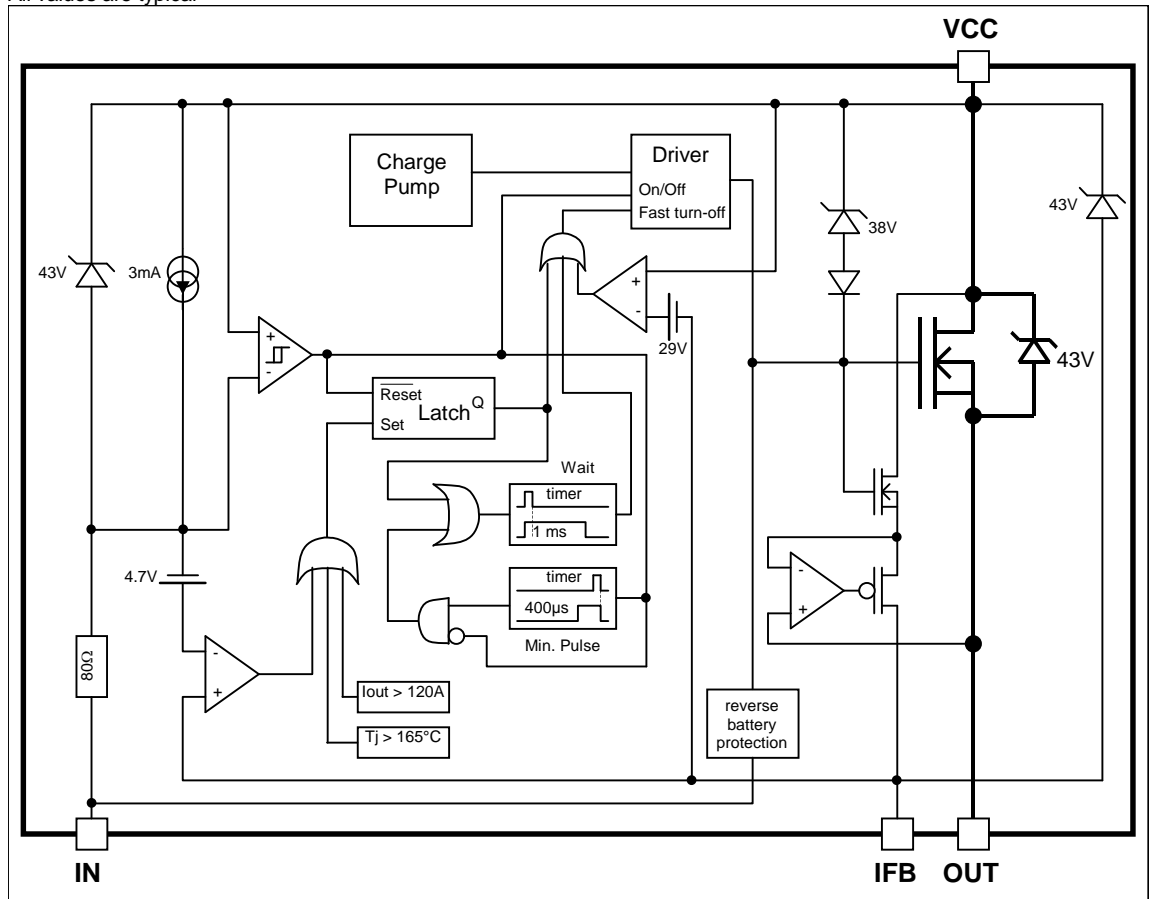 All values are typical
VCC
Charge
Pump
Driver
On/Off
Fast turn-off
43V
3mA
38V
43V
+
-
29V
+
-
43V
Reset
Latch Q
Set
Wait
timer
1 ms
4.7V
timer
400µs
Min. Pulse
-
+
80Ω
-
+
Iout > 120A
Tj > 165°C
reverse
battery
protection
IN
IFB
OUT